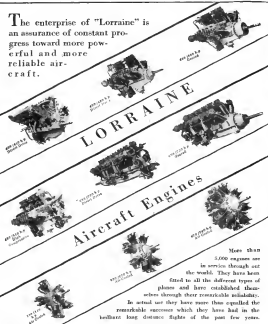 The enterprise of "Lorraine" is
an assurance of constant pro-
gress toward more pow-
erful and more
reliable air-
craft.
LORRAINE
Aircraft Engines
More than
5.000 engines are
in service through out
the world. They have been
fitted to all the different types of
planes and have established them-
selves through their remarkable reliability.
In actual use they have more than equalled the
remarkable successes which they have had in the
brilliant long distance flights of the past few years.